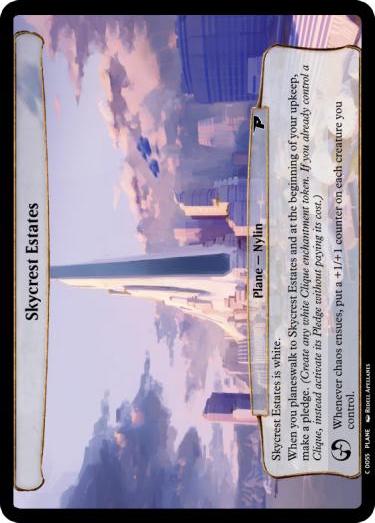 Skycrest Estates
Plane — Nylin
Skycrest Estates is white.
When you planeswalk to Skycrest Estates and at the beginning of your upkeep,
make a pledge. (Create any white Clique enchantment token. If you already control a
Clique, instead activate its Pledge without paying its cost.)
Whenever chaos ensues, put a +1/+1 counter on each creature you
control.
C 0055 PLANE Ridell Apellanes